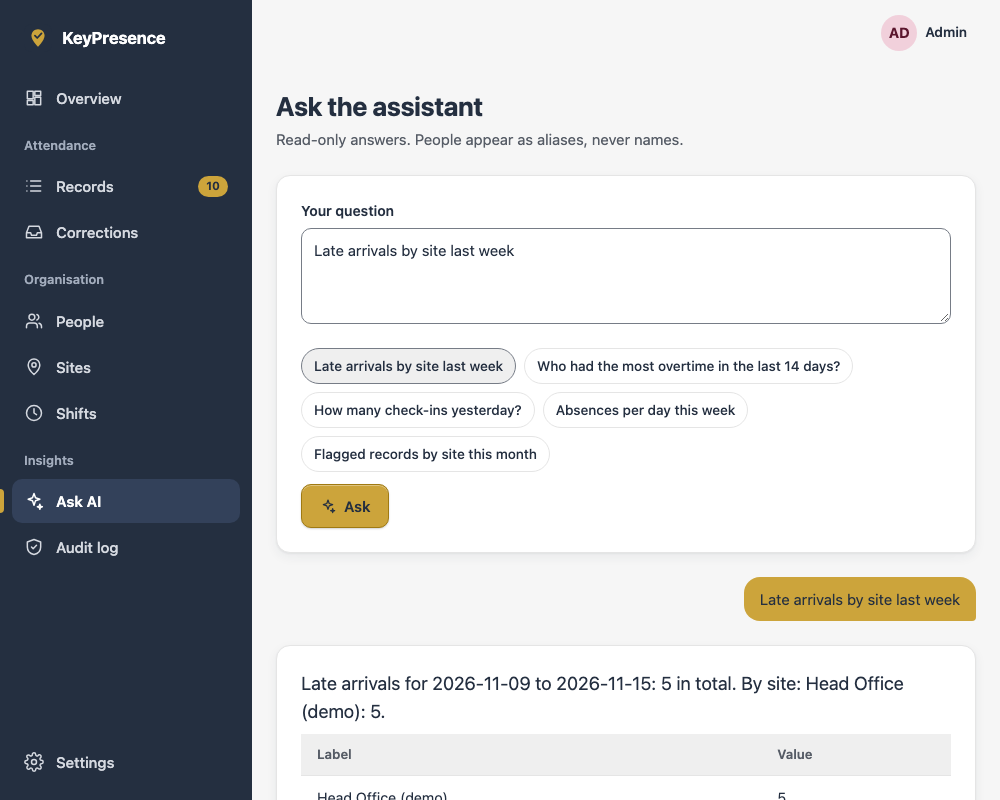 KeyPresence
AD
Admin
Overview
Attendance
Records
10
Corrections
Organisation
People
Sites
Shifts
Insights
Ask AI
Audit log
Settings
Ask the assistant
Read-only answers. People appear as aliases, never names.
Your question
Late arrivals by site last week
Late arrivals by site last week
Who had the most overtime in the last 14 days?
How many check-ins yesterday?
Absences per day this week
Flagged records by site this month
Ask
Late arrivals by site last week
Late arrivals for 2026-11-09 to 2026-11-15: 5 in total. By site: Head Office
(demo): 5.
Label
Value
Head Office (demo)
5